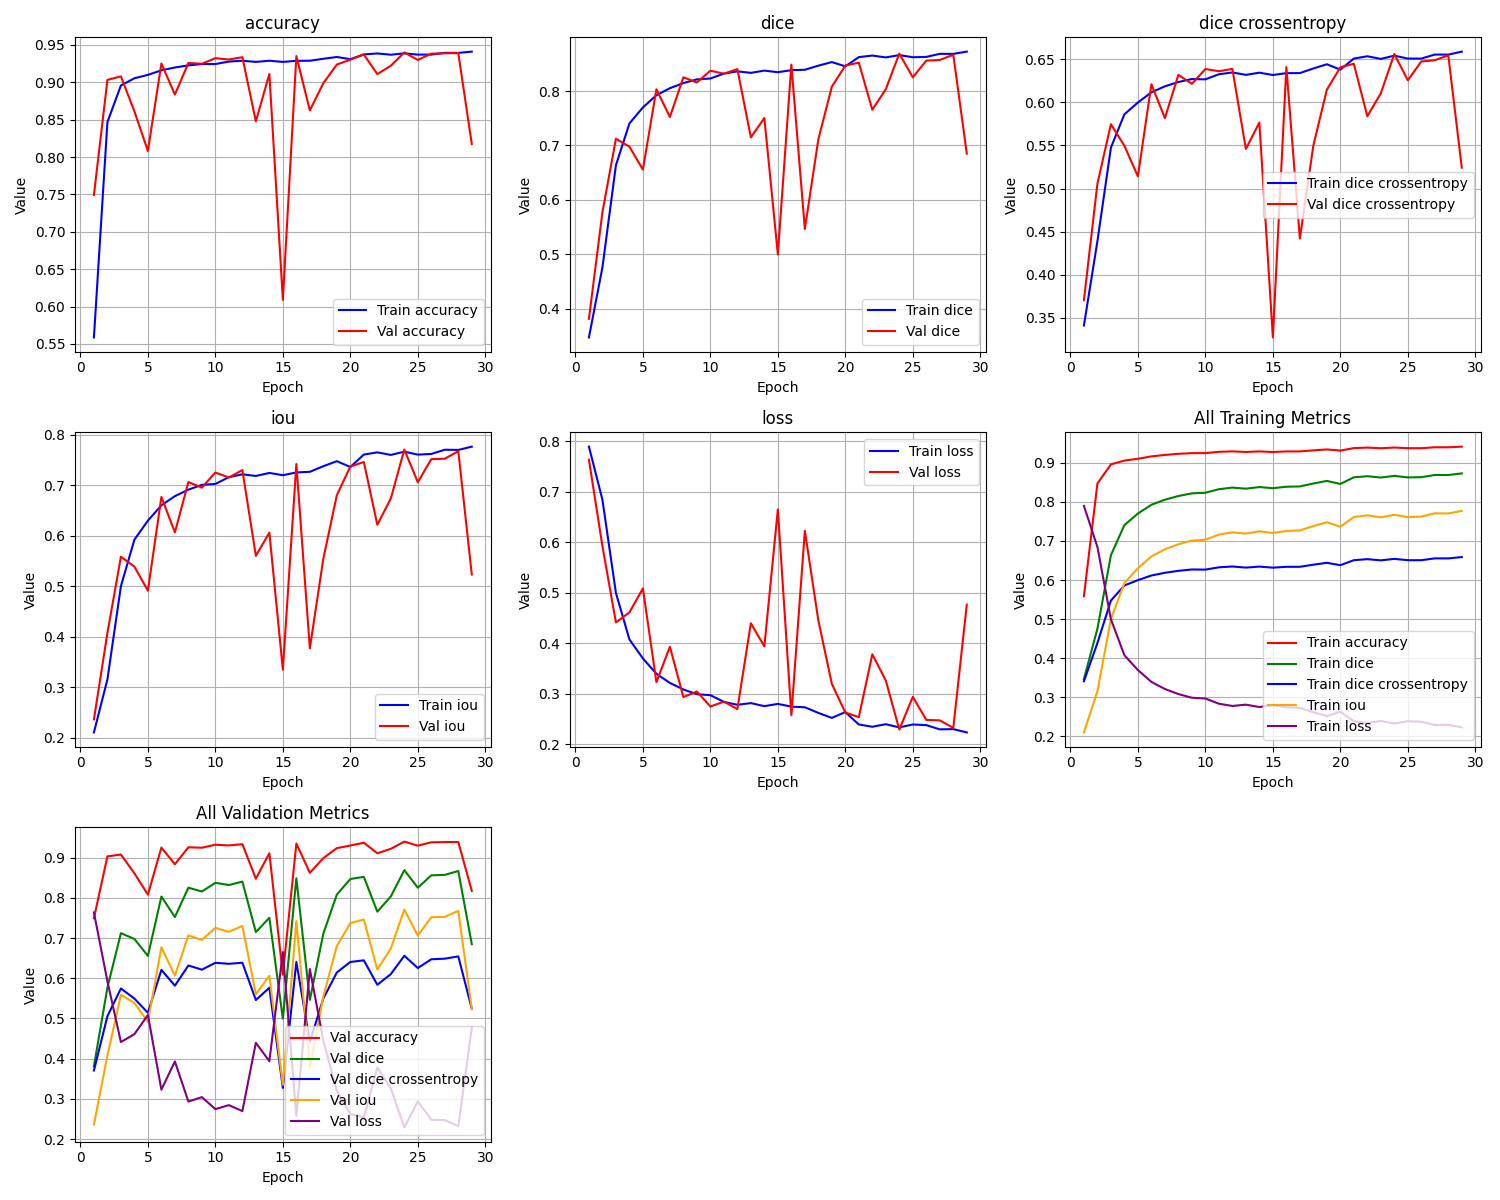 accuracy
0.95
0.90
0.85
0.80
0.75
0.70
0.65
0.60
0.55
Value
Train accuracy
Val accuracy
0 5 10 15 20 25 30
Epoch
dice
0.8
0.7
0.6
0.5
0.4
Value
Train dice
Val dice
0 5 10 15 20 25 30
Epoch
dice crossentropy
0.65
0.60
0.55
0.50
0.45
0.40
0.35
Value
Train dice crossentropy
Val dice crossentropy
0 5 10 15 20 25 30
Epoch
iou
0.8
0.7
0.6
0.5
0.4
0.3
0.2
Value
Train iou
Val iou
0 5 10 15 20 25 30
Epoch
loss
0.8
0.7
0.6
0.5
0.4
0.3
0.2
Value
Train loss
Val loss
0 5 10 15 20 25 30
Epoch
All Training Metrics
0.9
0.8
0.7
0.6
0.5
0.4
0.3
0.2
Value
Train accuracy
Train dice
Train dice crossentropy
Train iou
Train loss
0 5 10 15 20 25 30
Epoch
All Validation Metrics
0.9
0.8
0.7
0.6
0.5
0.4
0.3
0.2
Value
Val accuracy
Val dice
Val dice crossentropy
Val iou
Val loss
0 5 10 15 20 25 30
Epoch